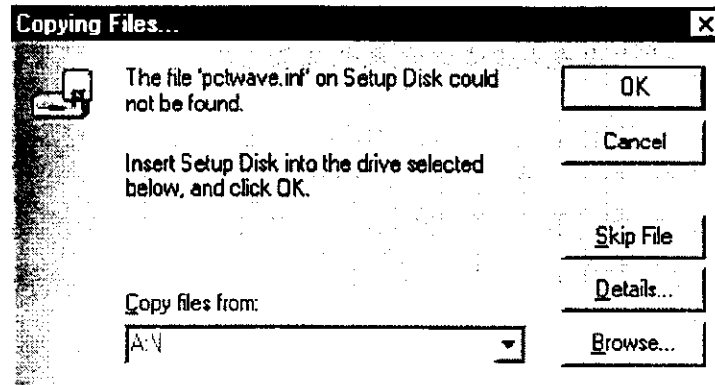 Copying Files...
The file 'pctwave.inf' on Setup Disk could
not be found.
OK
Cancel
Insert Setup Disk into the drive selected
below, and click OK.
Skip File
Details...
Copy files from:
A:\
Browse...